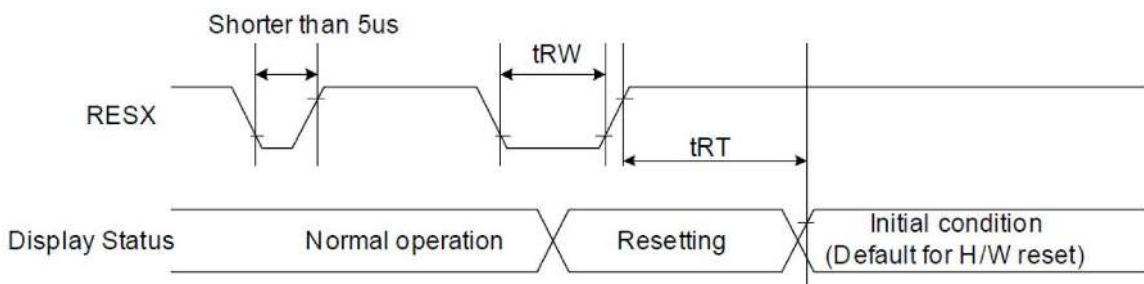 Shorter than 5us
tRW
RESX
tRT
Display Status
Normal operation
Resetting
Initial condition
(Default for H/W reset)